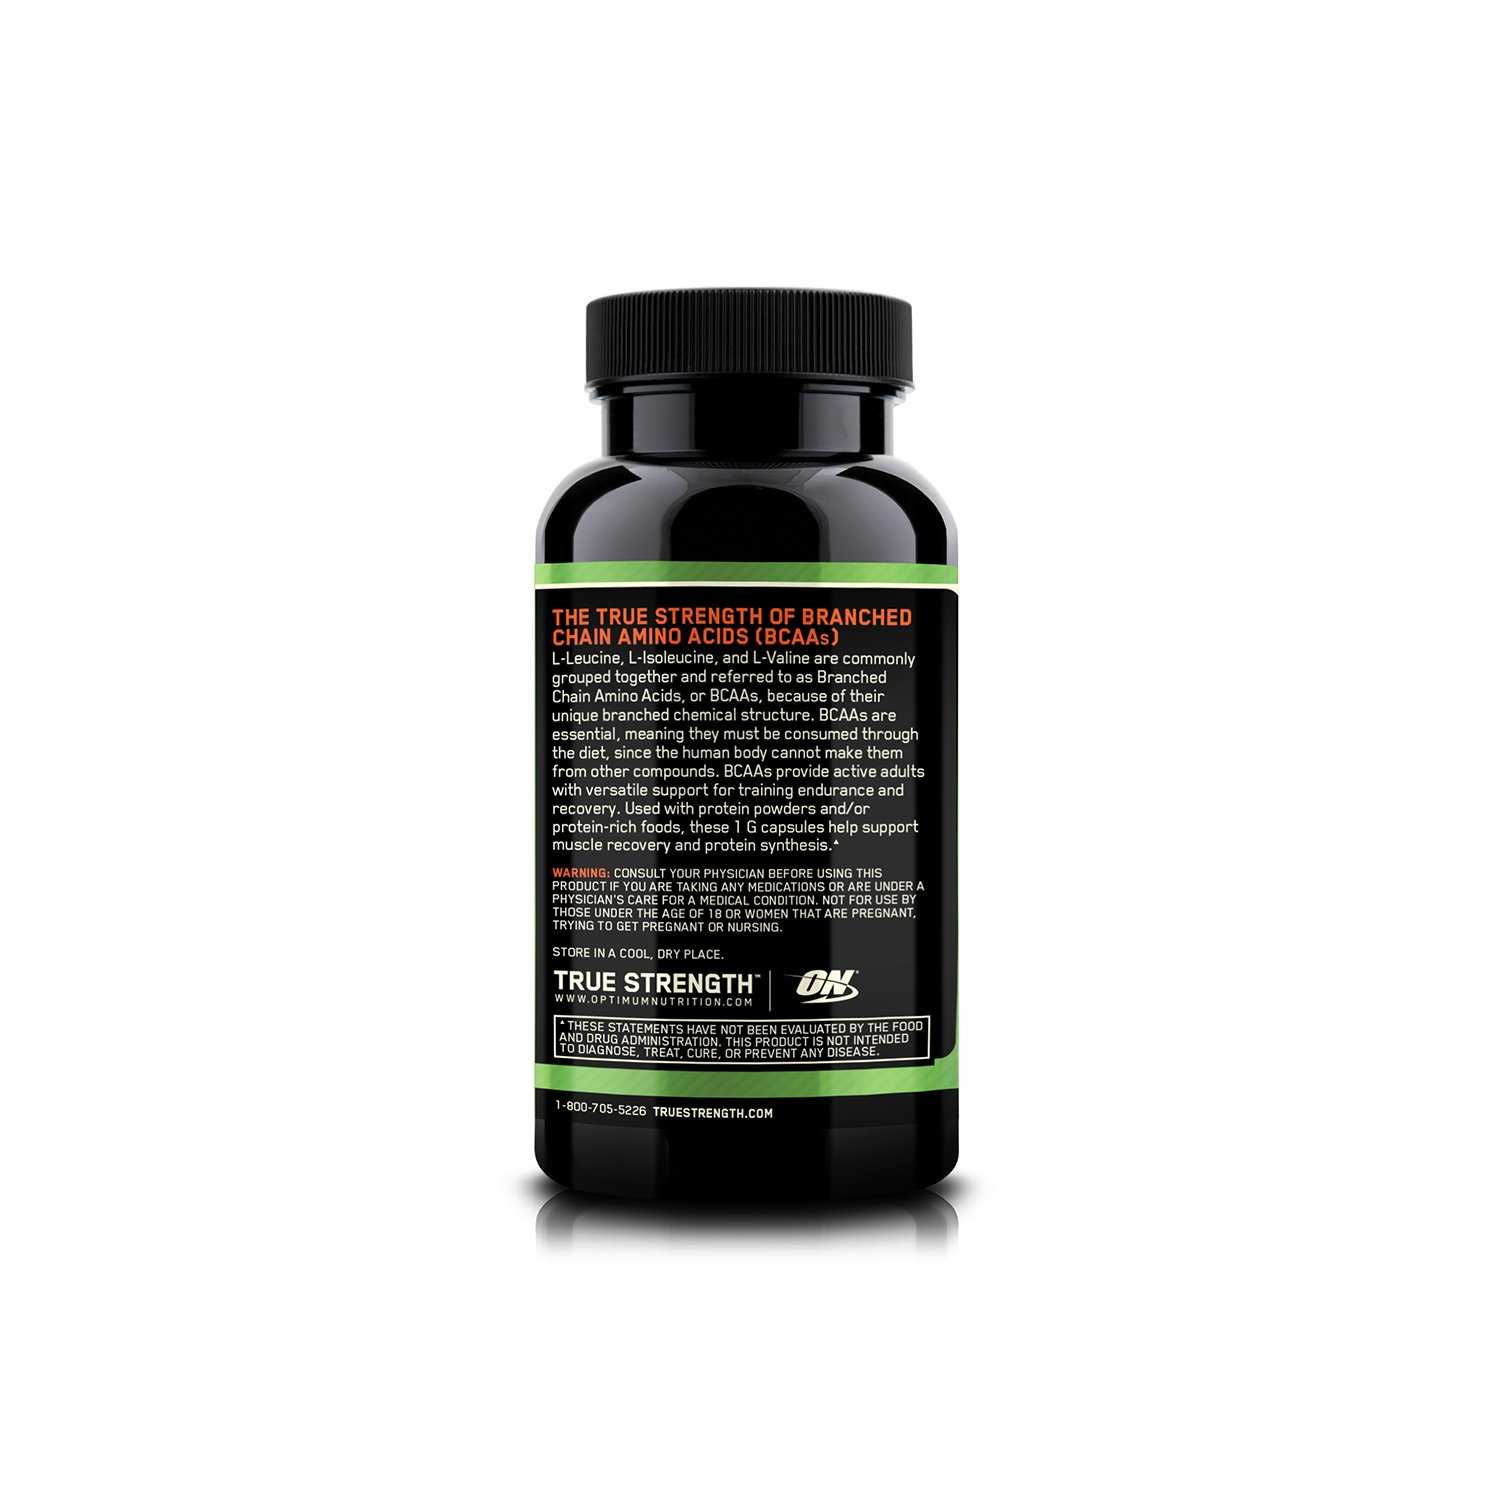 THE TRUE STRENGTH OF BRANCHED
CHAIN AMINO ACIDS (BCAAs)
L-Leucine, L-Isoleucine, and L-Valine are commonly
grouped together and referred to as Branched
Chain Amino Acids, or BCAAs, because of their
unique branched chemical structure. BCAAs are
essential, meaning they must be consumed through
the diet, since the human body cannot make them
from other compounds. BCAAs provide active adults
with versatile support for training endurance and
recovery. Used with protein powders and/or
protein-rich foods, these 1 G capsules help support
muscle recovery and protein synthesis.▲
WARNING: CONSULT YOUR PHYSICIAN BEFORE USING THIS
PRODUCT IF YOU ARE TAKING ANY MEDICATIONS OR ARE UNDER A
PHYSICIAN'S CARE FOR A MEDICAL CONDITION. NOT FOR USE BY
THOSE UNDER THE AGE OF 18 OR WOMEN THAT ARE PREGNANT,
TRYING TO GET PREGNANT OR NURSING.
STORE IN A COOL, DRY PLACE.
TRUE STRENGTH™
WWW.OPTIMUMNUTRITION.COM
ON®
▲THESE STATEMENTS HAVE NOT BEEN EVALUATED BY THE FOOD
AND DRUG ADMINISTRATION. THIS PRODUCT IS NOT INTENDED
TO DIAGNOSE, TREAT, CURE, OR PREVENT ANY DISEASE.
1-800-705-5226 TRUESTRENGTH.COM